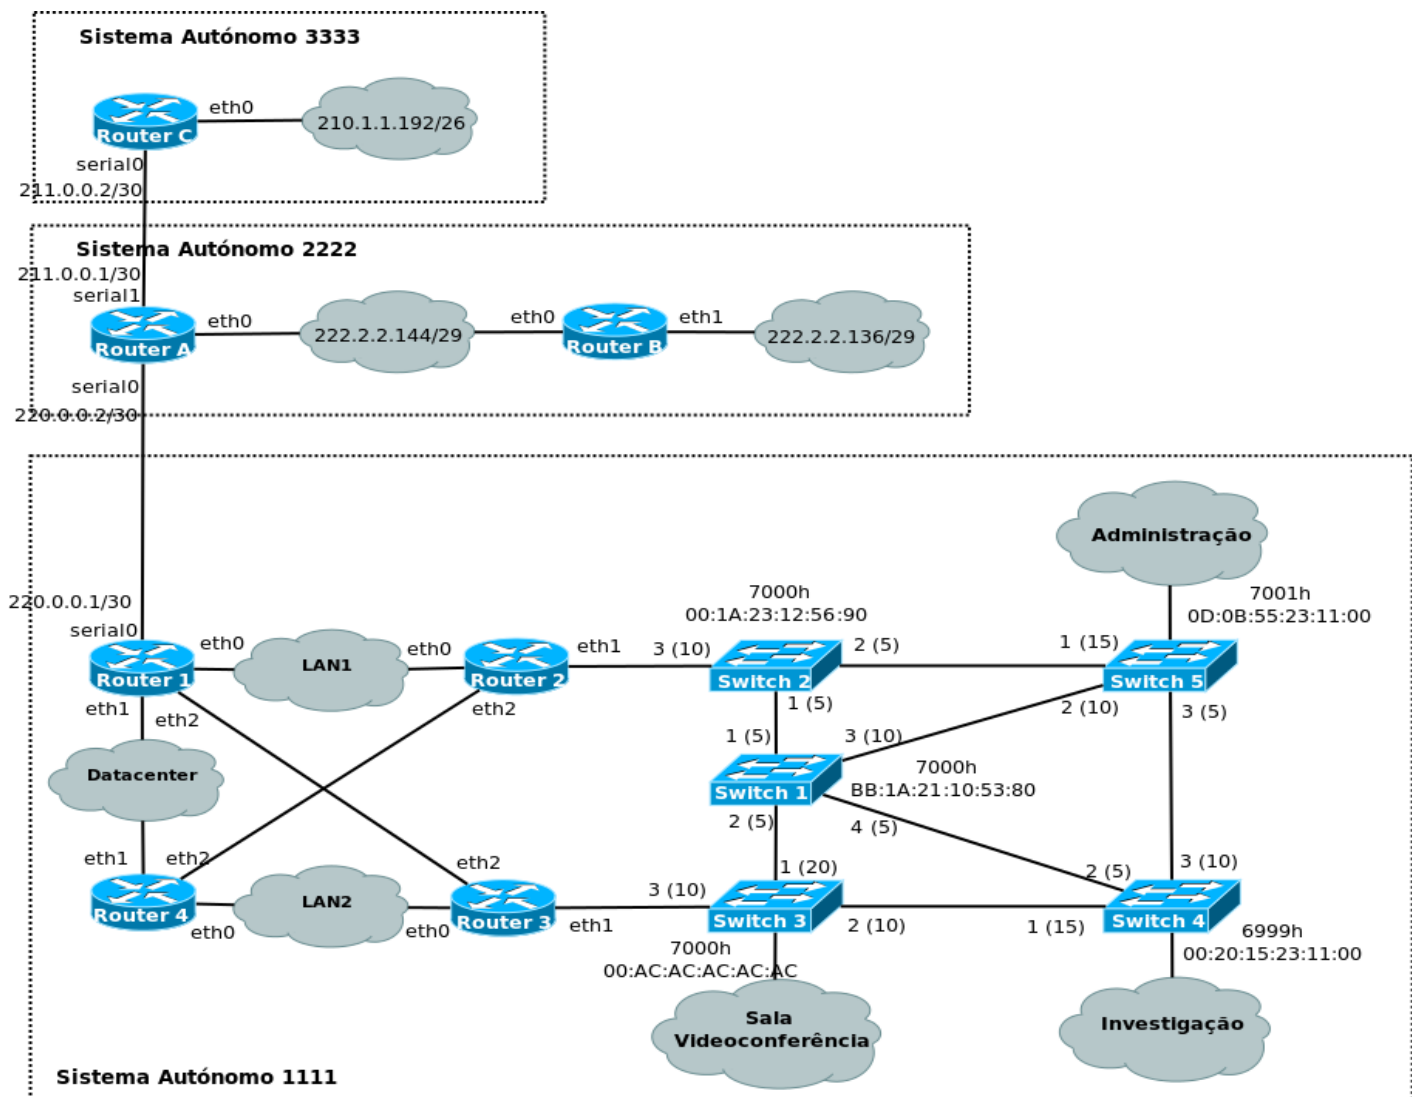 Sistema Autónomo 3333
eth0
210.1.1.192/26
Router C
serial0
211.0.0.2/30
Sistema Autónomo 2222
211.0.0.1/30
serial1
eth0
222.2.2.144/29
eth0
eth1
222.2.2.136/29
Router A
Router B
serial0
220.0.0.2/30
Administração
220.0.0.1/30
serial0
7000h
00:1A:23:12:56:90
7001h
0D:0B:55:23:11:00
eth0
LAN1
eth0
eth1
3 (10)
2 (5)
1 (15)
Router 1
Router 2
Switch 2
Switch 5
eth1
eth2
eth2
1 (5)
2 (10)
3 (5)
1 (5)
3 (10)
Datacenter
7000h
BB:1A:21:10:53:80
Switch 1
2 (5)
4 (5)
eth1
eth2
eth2
1 (20)
2 (5)
3 (10)
3 (10)
LAN2
Router 4
Router 3
Switch 3
Switch 4
eth0
eth0
eth1
2 (10)
1 (15)
6999h
00:20:15:23:11:00
7000h
00:AC:AC:AC:AC:AC
Sala
Videoconferência
Investigação
Sistema Autónomo 1111